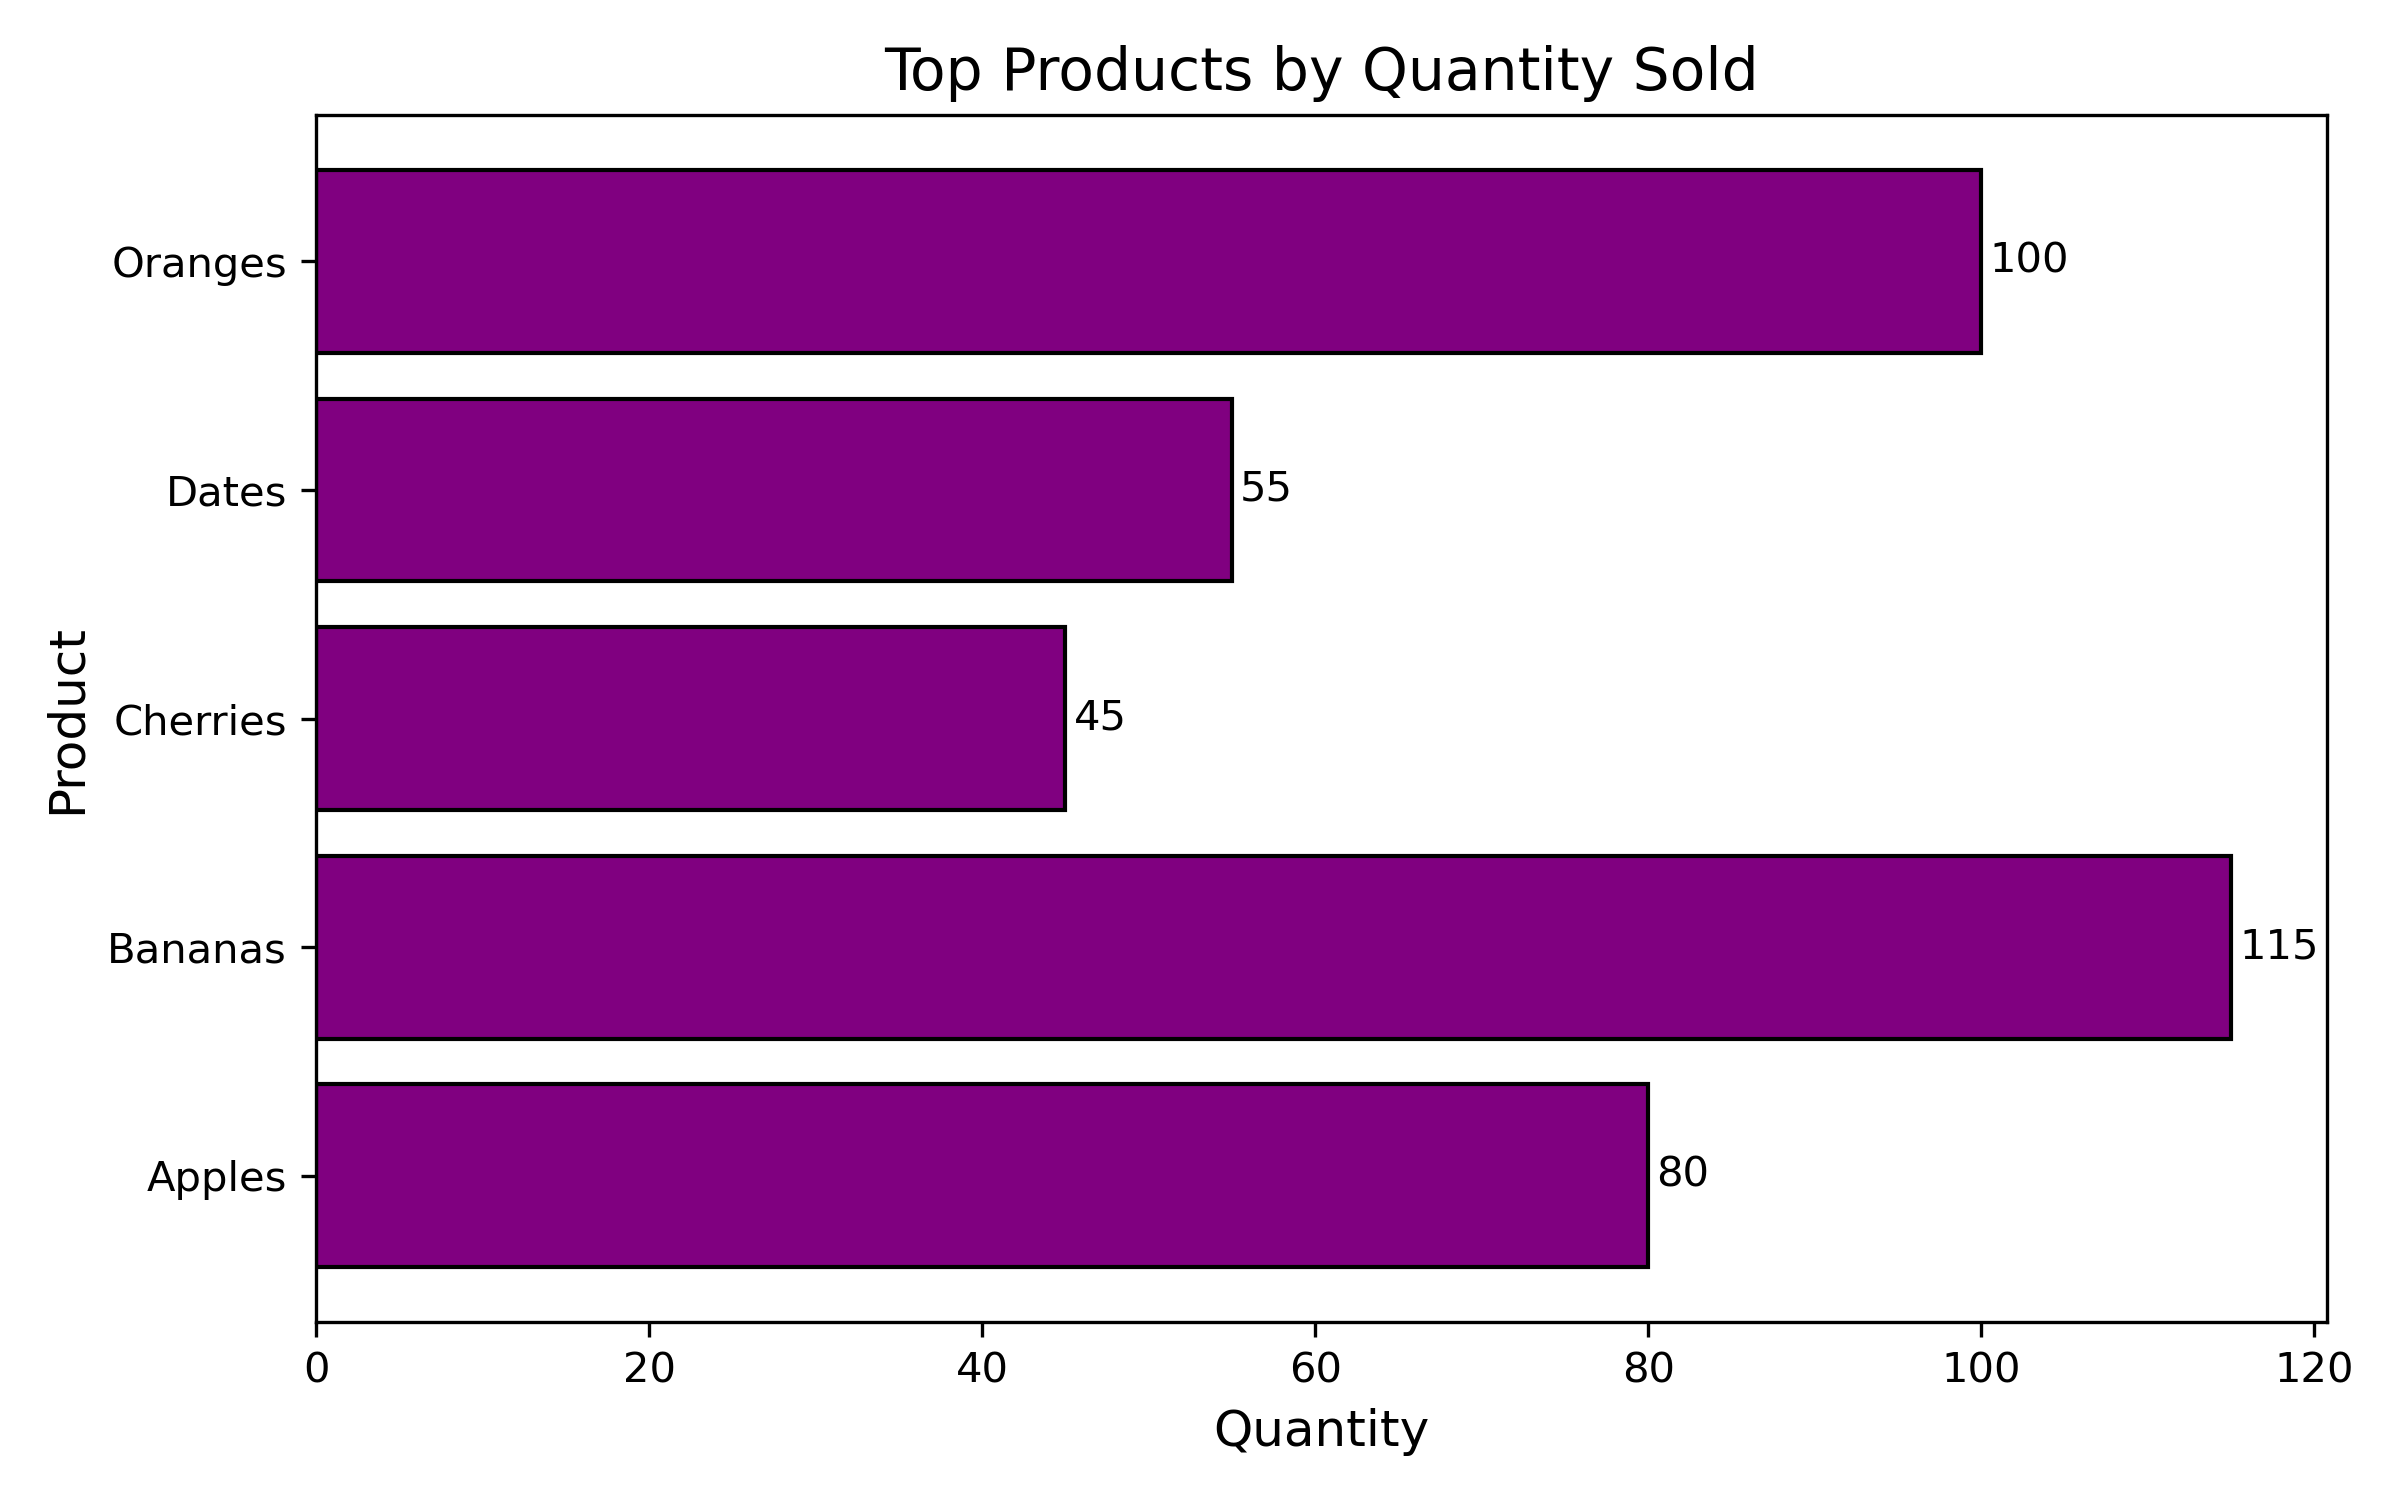 Top Products by Quantity Sold
Product
Oranges
100
Dates
55
Cherries
45
Bananas
115
Apples
80
0 20 40 60 80 100 120
Quantity